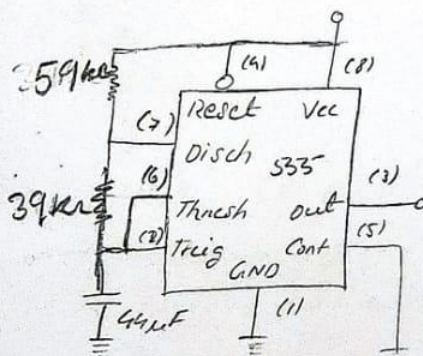 (4)
(8)
59kΩ
Reset Vcc
(7)
Disch
(6)
(3)
39kΩ
Thresh out
(2)
(5)
Trig Cont
GND
(1)
44µF